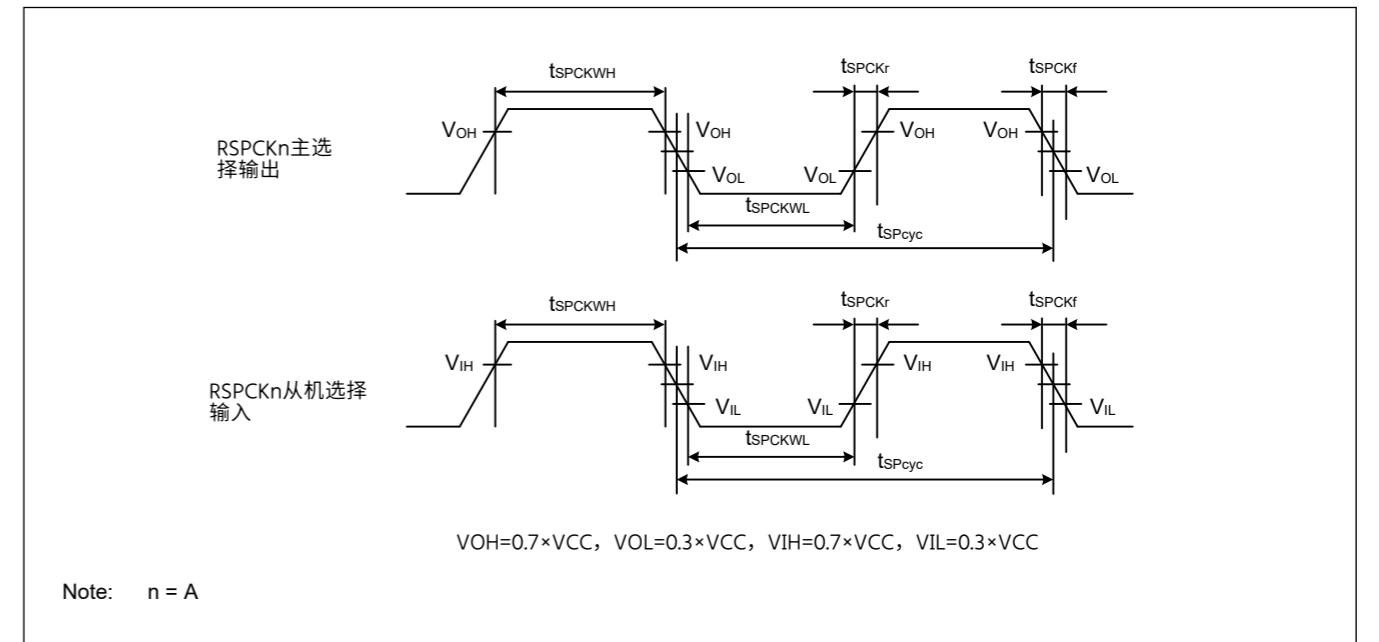 tSPCKWH
tSPCKr
tSPCKf
VOH
VOH
VOH
VOH
RSPCKn主选
择输出
VOL
VOL
VOL
tSPCKWL
tSPcyc
tSPCKWH
tSPCKr
tSPCKf
VIH
VIH
VIH
VIH
RSPCKn从机选择
输入
VIL
VIL
VIL
tSPCKWL
tSPcyc
VOH=0.7×VCC，VOL=0.3×VCC，VIH=0.7×VCC，VIL=0.3×VCC
Note: n = A